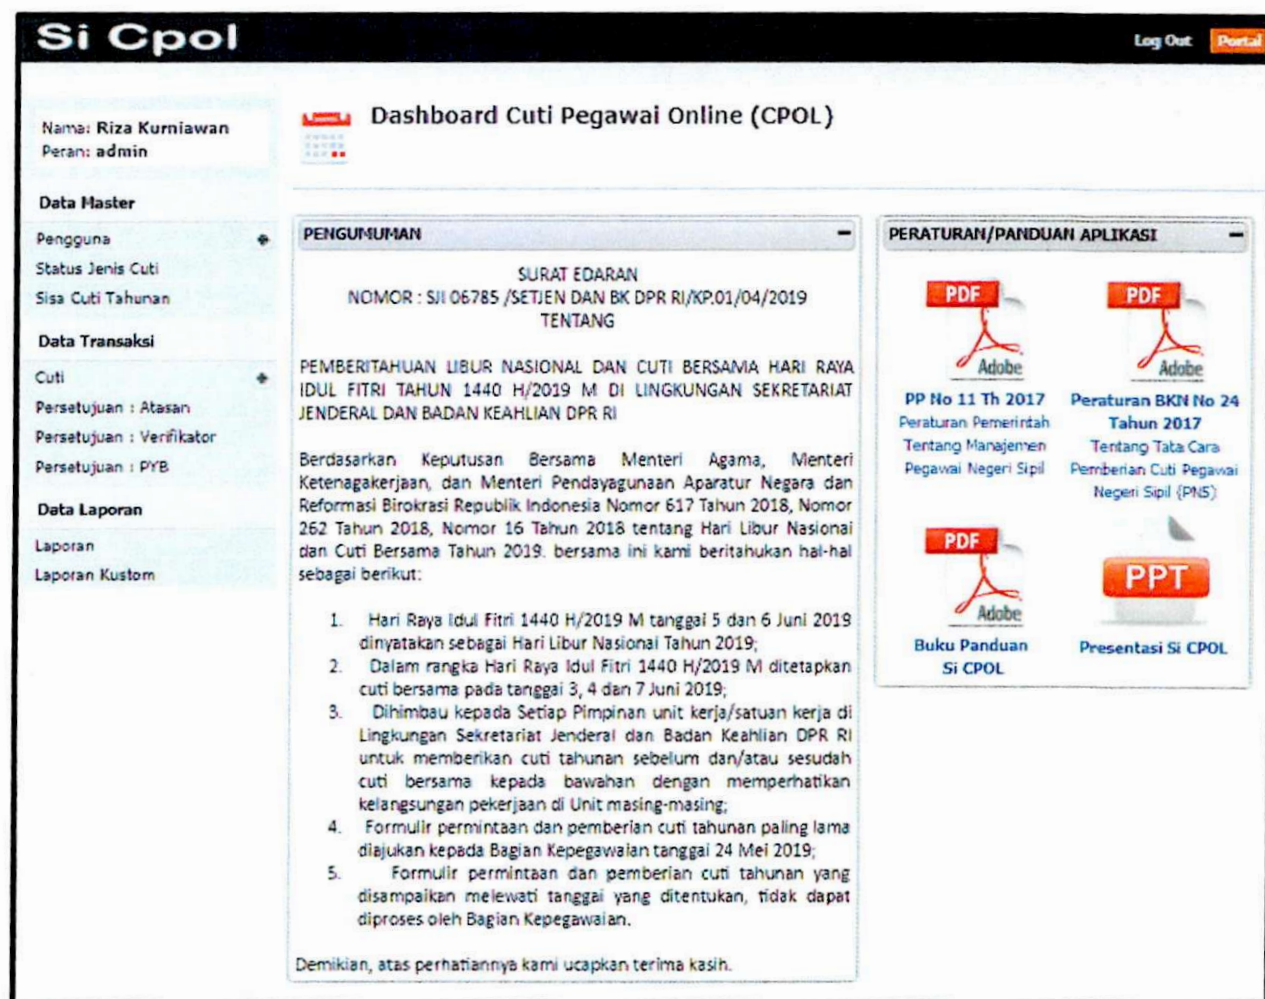 Si Cpol
Log Out
Portal
Nama: Riza Kurniawan
Peran: admin
Data Master
Pengguna
Status Jenis Cuti
Sisa Cuti Tahunan
Data Transaksi
Cuti
Persetujuan : Atasan
Persetujuan : Verifikator
Persetujuan : PYB
Data Laporan
Laporan
Laporan Kustom
Dashboard Cuti Pegawai Online (CPOL)
PENGUMUMAN
SURAT EDARAN
NOMOR : SJI 06785 /SETJEN DAN BK DPR RI/KP.01/04/2019
TENTANG
PEMBERITAHUAN LIBUR NASIONAL DAN CUTI BERSAMA HARI RAYA
IDUL FITRI TAHUN 1440 H/2019 M DI LINGKUNGAN SEKRETARIAT
JENDERAL DAN BADAN KEAHLIAN DPR RI
Berdasarkan Keputusan Bersama Menteri Agama, Menteri
Ketenagakerjaan, dan Menteri Pendayagunaan Aparatur Negara dan
Reformasi Birokrasi Republik Indonesia Nomor 617 Tahun 2018, Nomor
262 Tahun 2018, Nomor 16 Tahun 2018 tentang Hari Libur Nasional
dan Cuti Bersama Tahun 2019. bersama ini kami beritahukan hal-hal
sebagai berikut:
1. Hari Raya Idul Fitri 1440 H/2019 M tanggal 5 dan 6 Juni 2019
dinyatakan sebagai Hari Libur Nasional Tahun 2019;
2. Dalam rangka Hari Raya Idul Fitri 1440 H/2019 M ditetapkan
cuti bersama pada tanggal 3, 4 dan 7 Juni 2019;
3. Dihimbau kepada Setiap Pimpinan unit kerja/satuan kerja di
Lingkungan Sekretariat Jenderal dan Badan Keahlian DPR RI
untuk memberikan cuti tahunan sebelum dan/atau sesudah
cuti bersama kepada bawahan dengan memperhatikan
kelangsungan pekerjaan di Unit masing-masing;
4. Formulir permintaan dan pemberian cuti tahunan paling lama
diajukan kepada Bagian Kepegawaian tanggal 24 Mei 2019;
5. Formulir permintaan dan pemberian cuti tahunan yang
disampaikan melewati tanggal yang ditentukan, tidak dapat
diproses oleh Bagian Kepegawaian.
Demikian, atas perhatiannya kami ucapkan terima kasih.
PERATURAN/PANDUAN APLIKASI
PDF
Adobe
PP No 11 Th 2017
Peraturan Pemerintah
Tentang Manajemen
Pegawai Negeri Sipil
PDF
Adobe
Peraturan BKN No 24
Tahun 2017
Tentang Tata Cara
Pemberian Cuti Pegawai
Negeri Sipil (PNS)
PDF
Adobe
Buku Panduan
Si CPOL
PPT
Presentasi Si CPOL